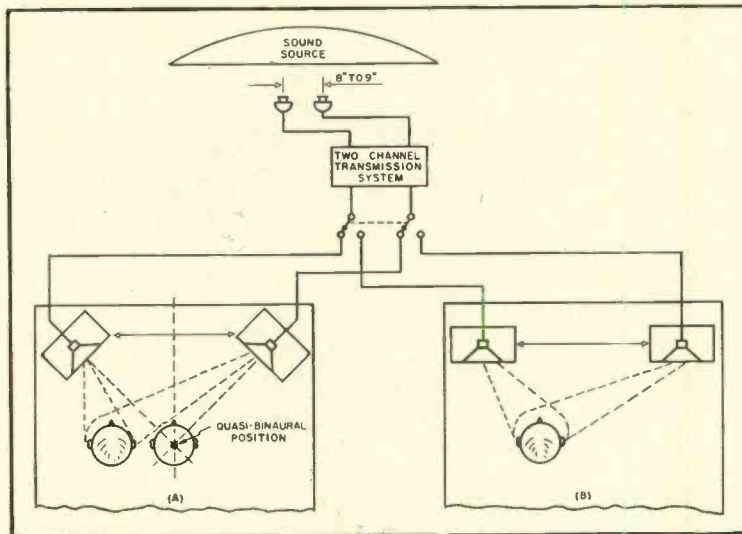 SOUND
SOURCE
8" TO 9"
TWO CHANNEL
TRANSMISSION
SYSTEM
QUASI-BINAURAL
POSITION
(A)
(B)